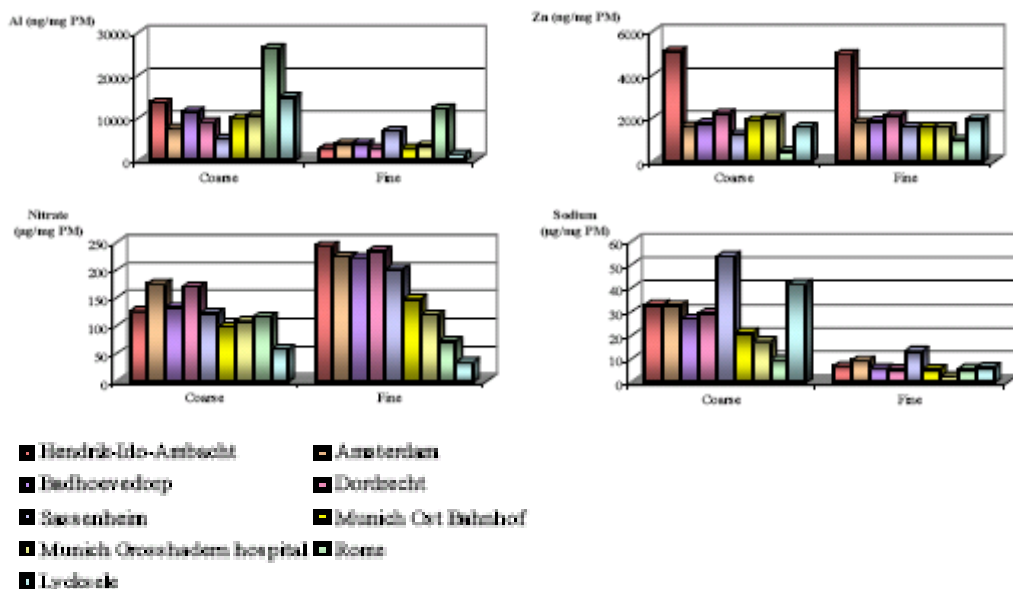 Al (ng/mg PM)
30000
20000
10000
0
Coarse
Fine
Zn (ng/mg PM)
6000
4000
2000
0
Coarse
Fine
Nitrate
(µg/mg PM)
250
200
150
100
50
0
Coarse
Fine
Sodium
(µg/mg PM)
60
50
40
30
20
10
0
Coarse
Fine
Hendrik-Ido-Ambacht
Amsterdam
Badhoevedorp
Dordrecht
Sassenheim
Munich Ost Bahnhof
Munich Grosshadern hospital
Rome
Lycksele